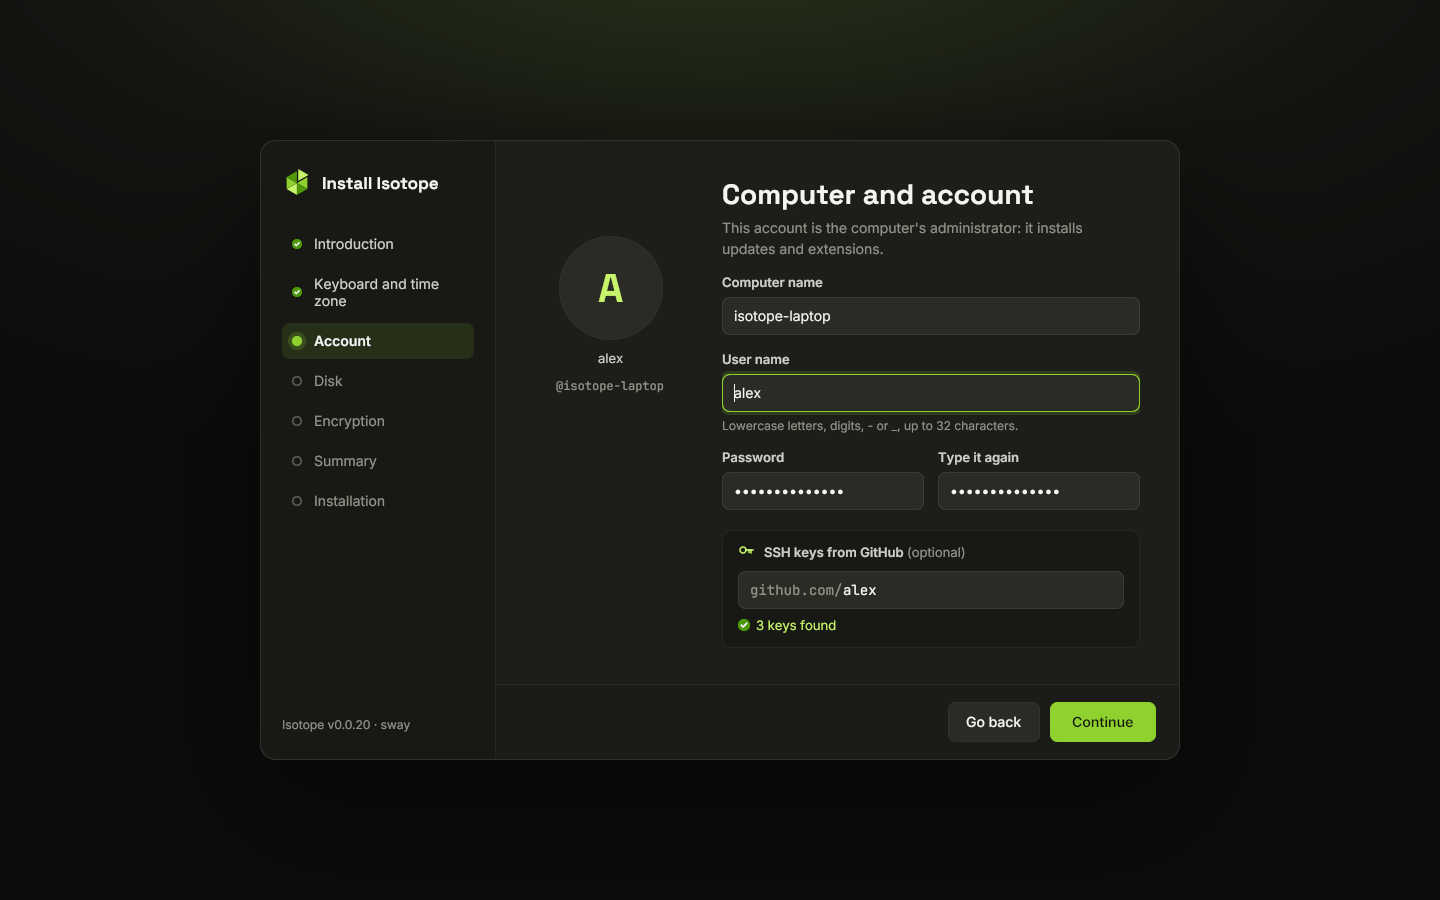 Install Isotope
Introduction
Keyboard and time
zone
Account
Disk
Encryption
Summary
Installation
Isotope v0.0.20 · sway
A
alex
@isotope-laptop
Computer and account
This account is the computer's administrator: it installs
updates and extensions.
Computer name
isotope-laptop
User name
alex
Lowercase letters, digits, - or _, up to 32 characters.
Password
Type it again
••••••••••••••
••••••••••••••
SSH keys from GitHub (optional)
github.com/alex
3 keys found
Go back
Continue